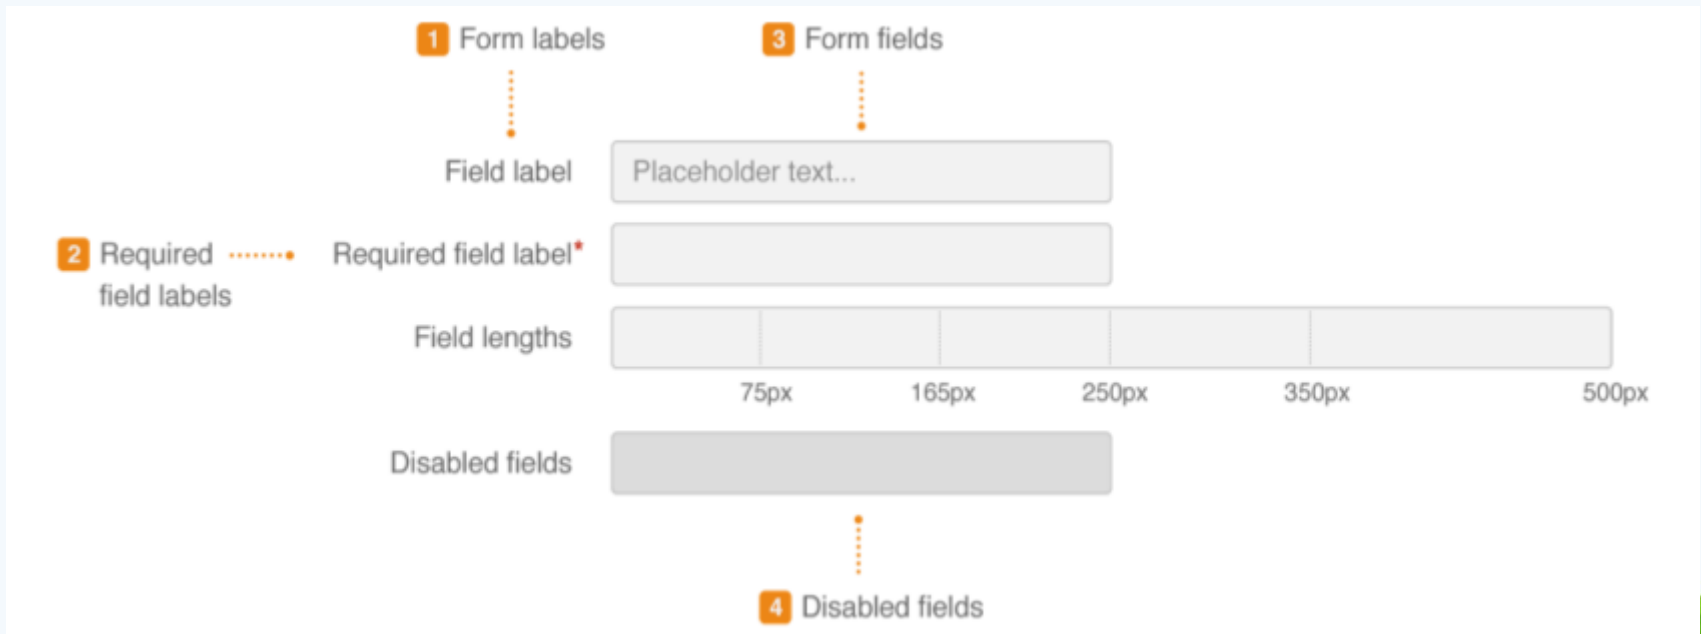 1 Form labels
3 Form fields
Field label
Placeholder text...
2 Required
field labels
Required field label*
Field lengths
75px 165px 250px 350px 500px
Disabled fields
4 Disabled fields